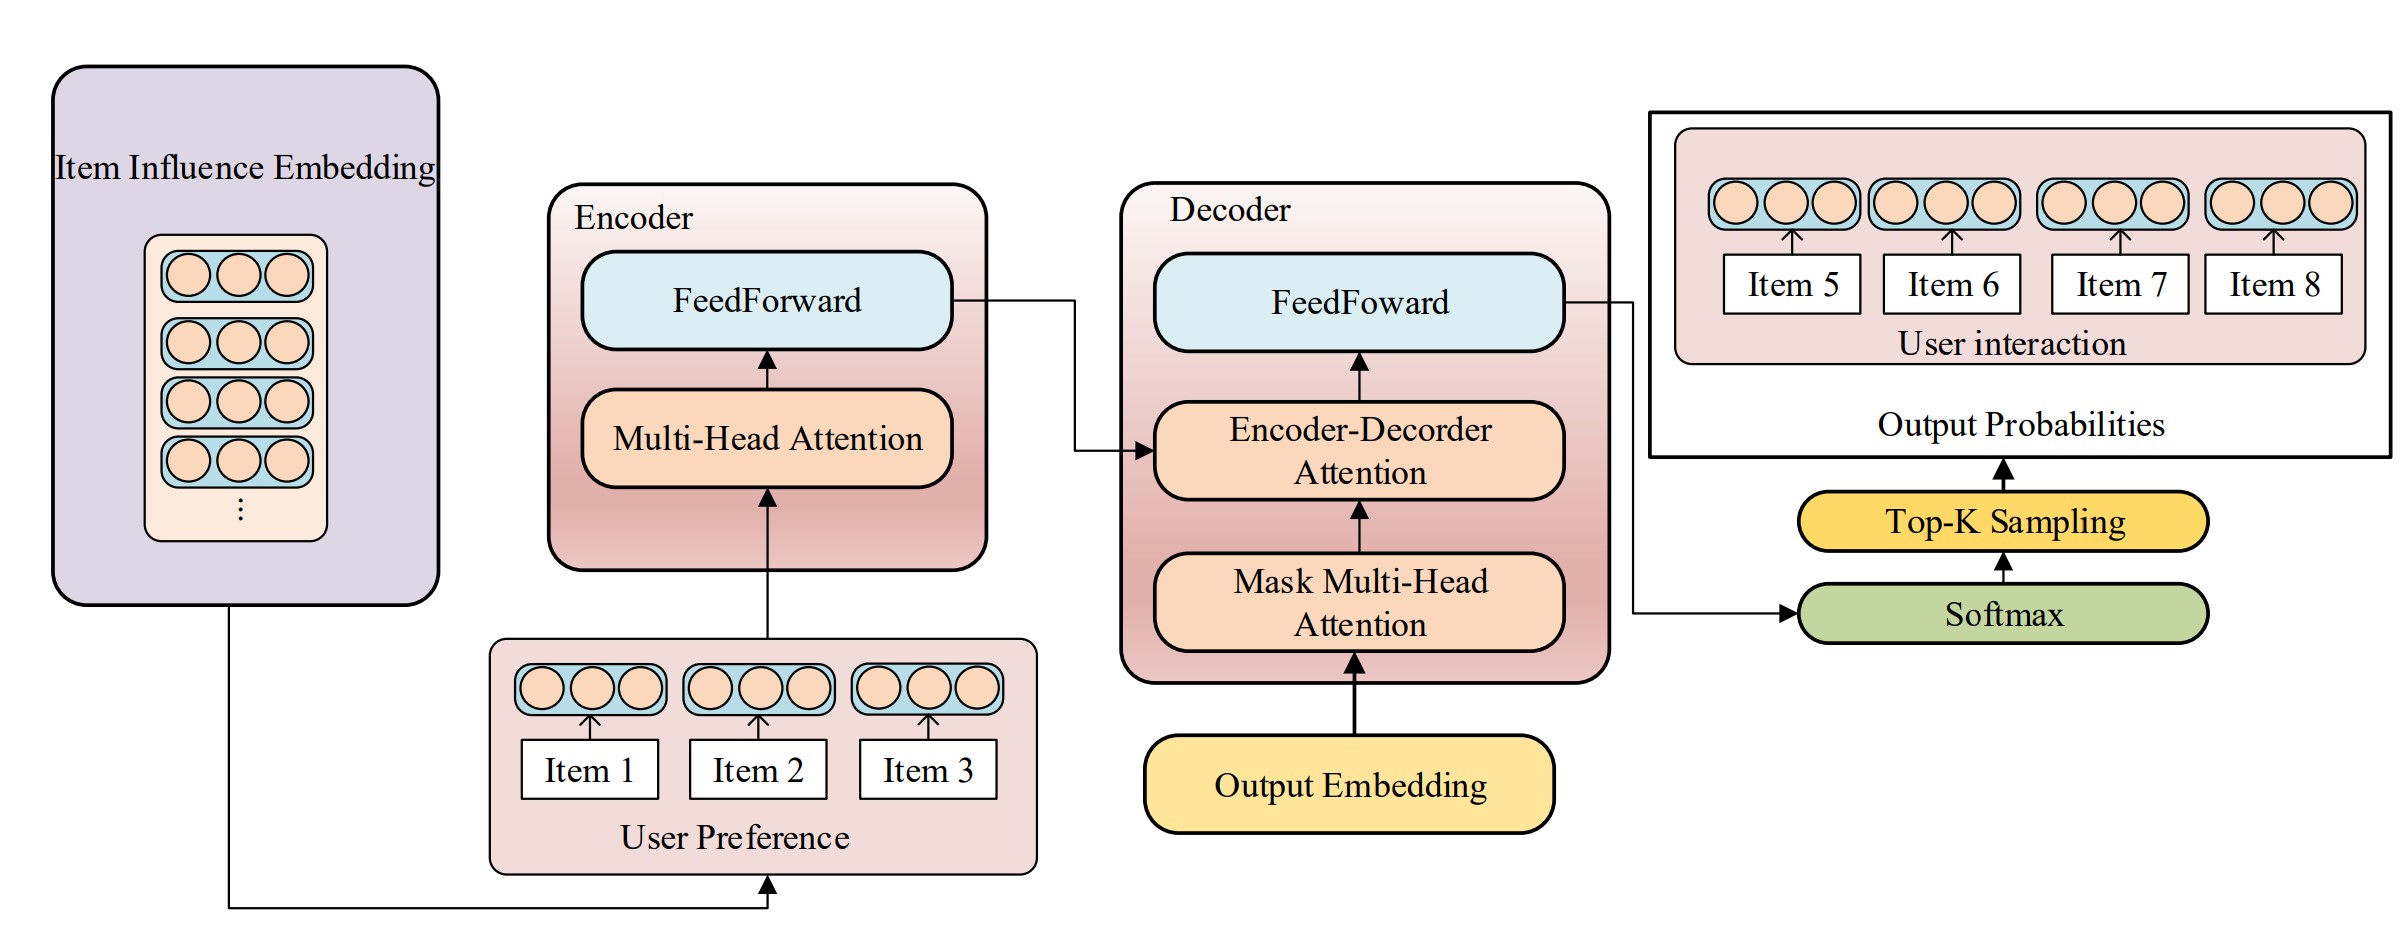 Item Influence Embedding
⋮
Encoder
FeedForward
Multi-Head Attention
Item 1
Item 2
Item 3
User Preference
Decoder
FeedFoward
Encoder-Decorder
Attention
Mask Multi-Head
Attention
Output Embedding
Item 5
Item 6
Item 7
Item 8
User interaction
Output Probabilities
Top-K Sampling
Softmax